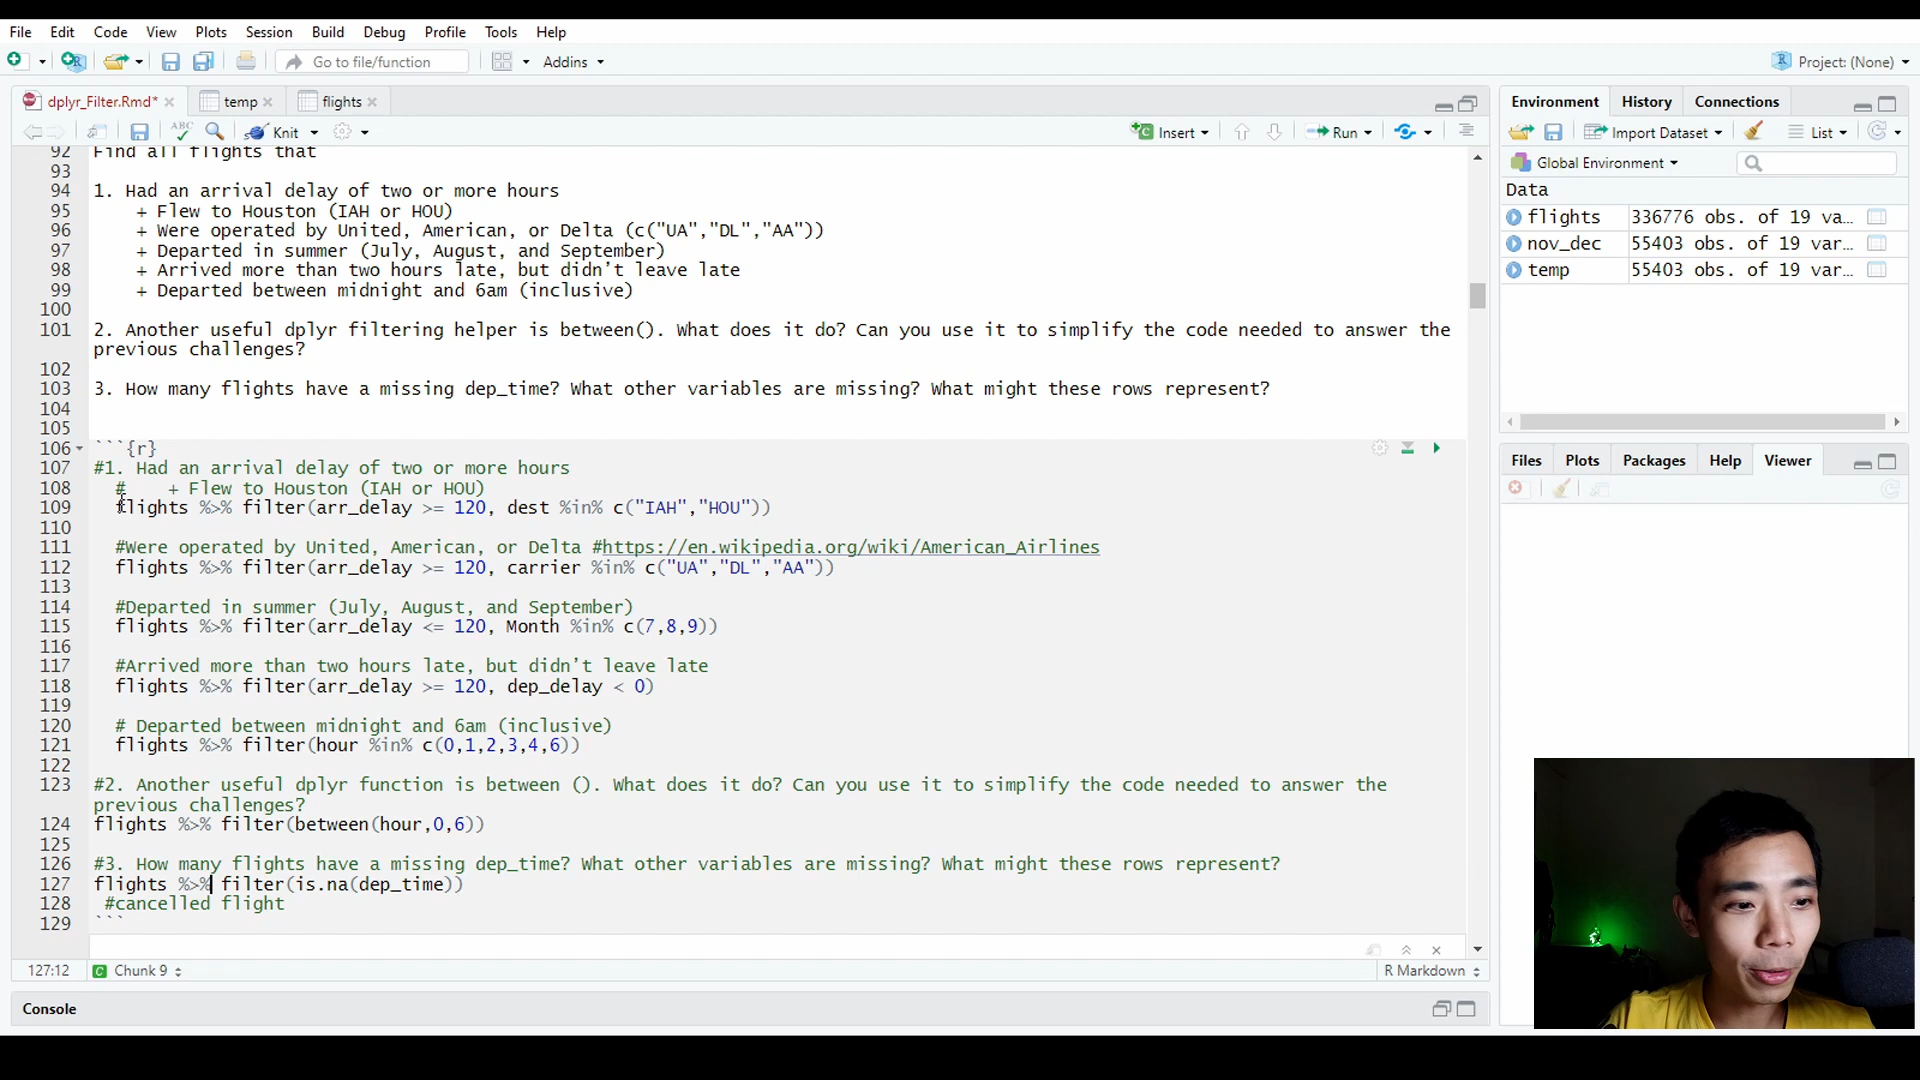 File Edit Code View Plots Session Build Debug Profile Tools Help
Go to file/function Addins Project: (None)
dplyr_Filter.Rmd* temp flights
ABC Knit Insert Run
92 Find all flights that
93
94 1. Had an arrival delay of two or more hours
95 + Flew to Houston (IAH or HOU)
96 + Were operated by United, American, or Delta (c("UA","DL","AA"))
97 + Departed in summer (July, August, and September)
98 + Arrived more than two hours late, but didn’t leave late
99 + Departed between midnight and 6am (inclusive)
100
101 2. Another useful dplyr filtering helper is between(). What does it do? Can you use it to simplify the code needed to answer the
previous challenges?
102
103 3. How many flights have a missing dep_time? What other variables are missing? What might these rows represent?
104
105
106 ```{r}
107 #1. Had an arrival delay of two or more hours
108 # + Flew to Houston (IAH or HOU)
109 flights %>% filter(arr_delay >= 120, dest %in% c("IAH","HOU"))
110
111 #Were operated by United, American, or Delta #https://en.wikipedia.org/wiki/American_Airlines
112 flights %>% filter(arr_delay >= 120, carrier %in% c("UA","DL","AA"))
113
114 #Departed in summer (July, August, and September)
115 flights %>% filter(arr_delay <= 120, Month %in% c(7,8,9))
116
117 #Arrived more than two hours late, but didn’t leave late
118 flights %>% filter(arr_delay >= 120, dep_delay < 0)
119
120 # Departed between midnight and 6am (inclusive)
121 flights %>% filter(hour %in% c(0,1,2,3,4,6))
122
123 #2. Another useful dplyr function is between (). What does it do? Can you use it to simplify the code needed to answer the
previous challenges?
124 flights %>% filter(between(hour,0,6))
125
126 #3. How many flights have a missing dep_time? What other variables are missing? What might these rows represent?
127 flights %>% filter(is.na(dep_time))
128 #cancelled flight
129 ```
127:12 C Chunk 9 R Markdown
Console
Environment History Connections
Import Dataset List
Global Environment
Data
flights 336776 obs. of 19 va…
nov_dec 55403 obs. of 19 var…
temp 55403 obs. of 19 var…
Files Plots Packages Help Viewer